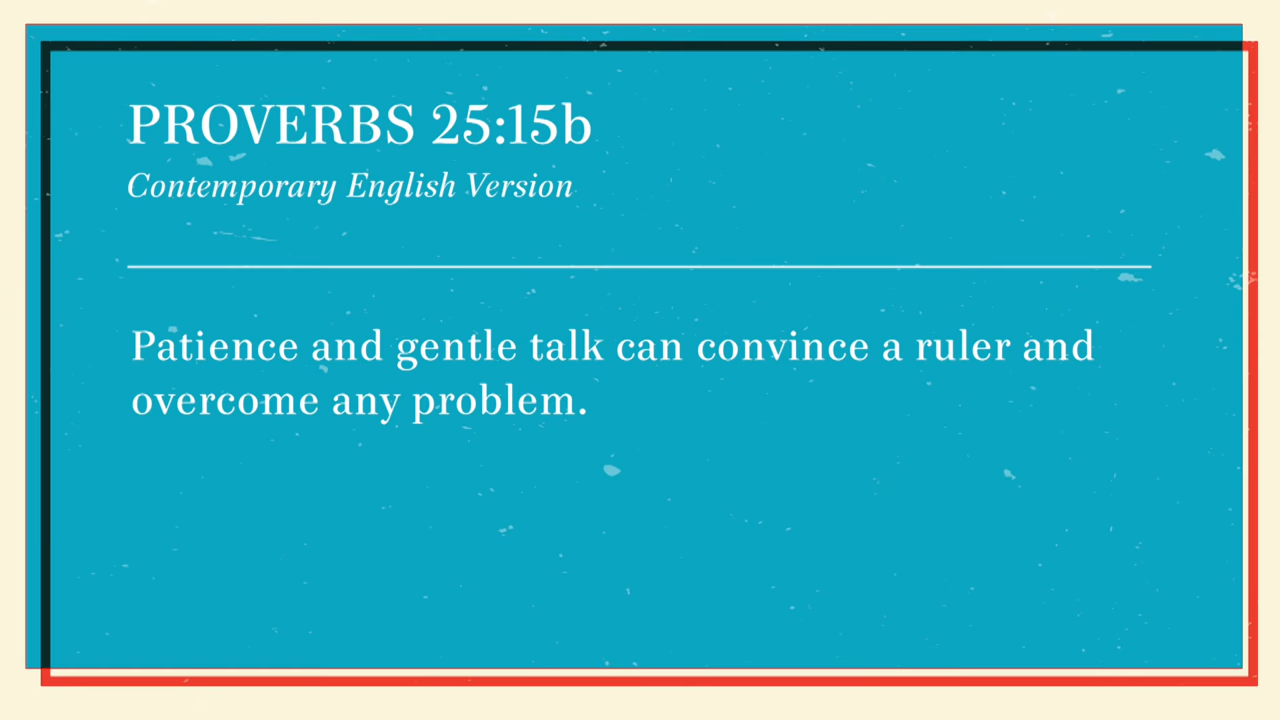 PROVERBS 25:15b
Contemporary English Version
Patience and gentle talk can convince a ruler and
overcome any problem.